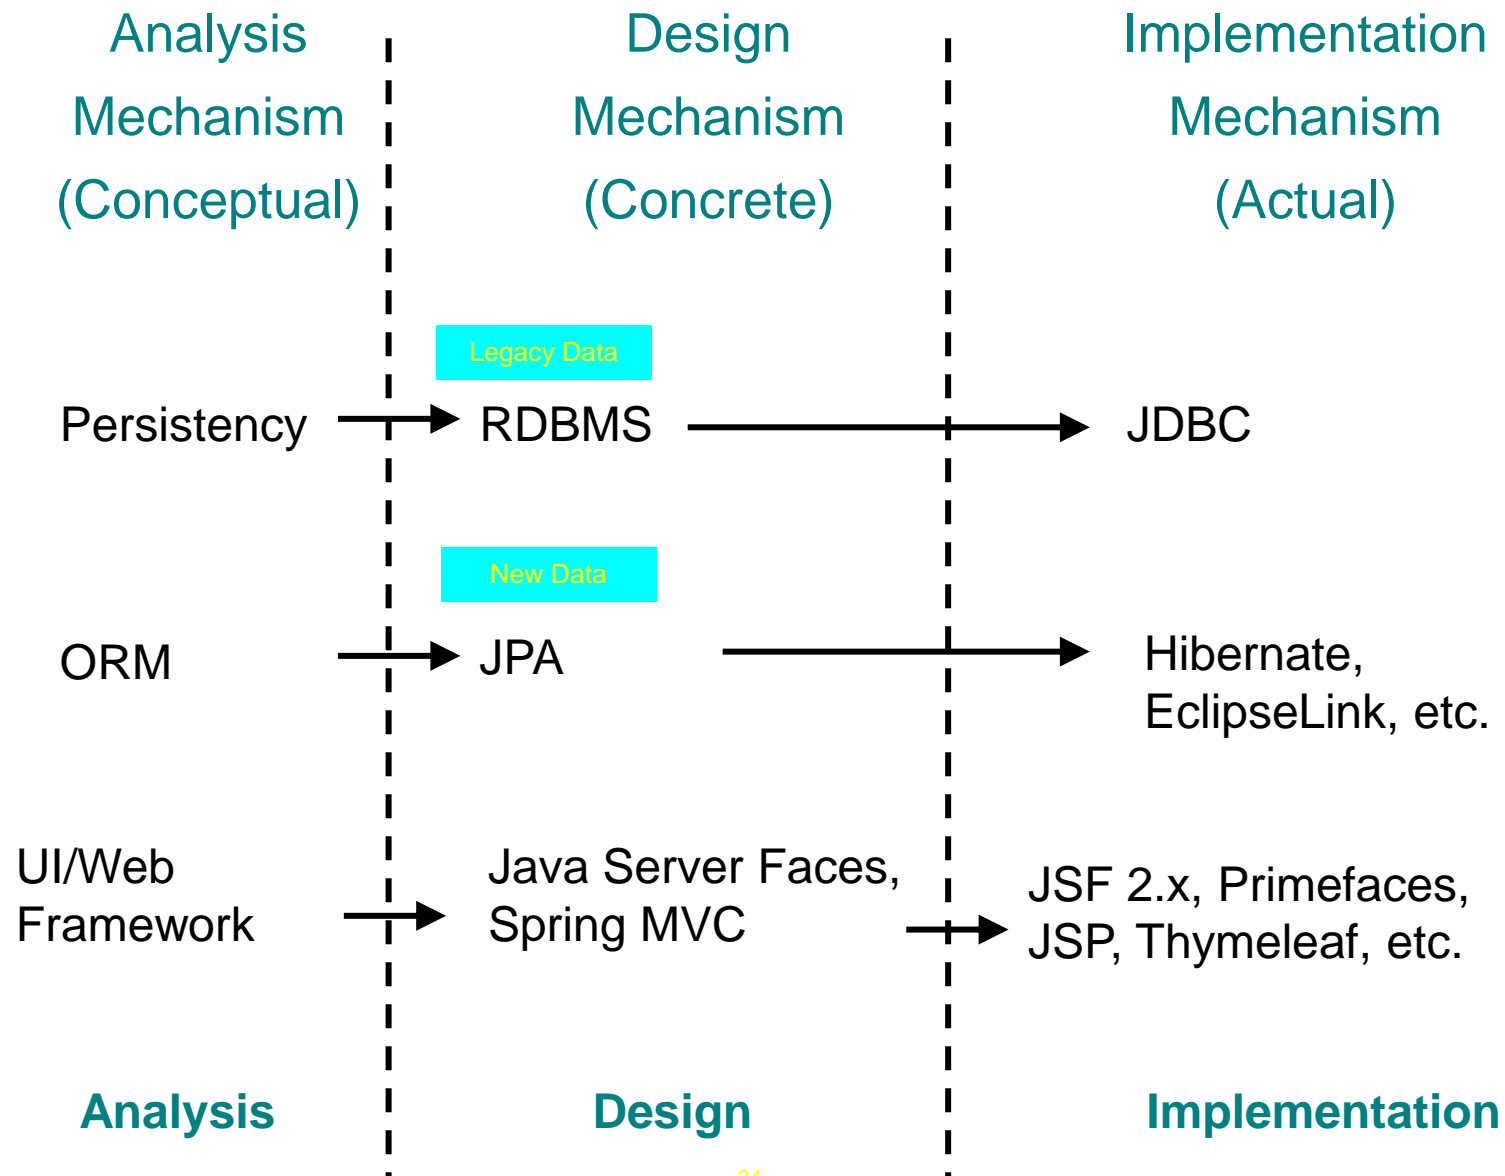 Analysis
Mechanism
(Conceptual)
Design
Mechanism
(Concrete)
Implementation
Mechanism
(Actual)
Legacy Data
Persistency
RDBMS
JDBC
New Data
ORM
JPA
Hibernate,
EclipseLink, etc.
UI/Web
Framework
Java Server Faces,
Spring MVC
JSF 2.x, Primefaces,
JSP, Thymeleaf, etc.
Analysis
Design
Implementation